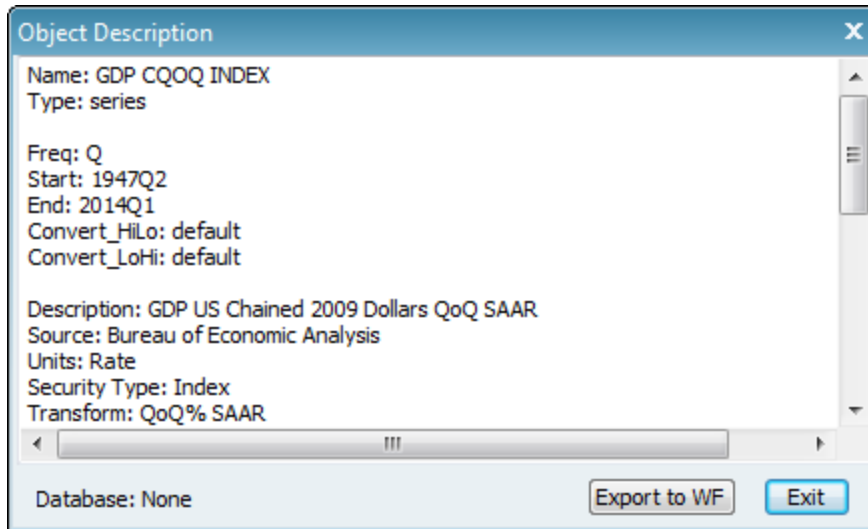 Object Description
Name: GDP CQOQ INDEX
Type: series
Freq: Q
Start: 1947Q2
End: 2014Q1
Convert_HiLo: default
Convert_LoHi: default
Description: GDP US Chained 2009 Dollars QoQ SAAR
Source: Bureau of Economic Analysis
Units: Rate
Security Type: Index
Transform: QoQ% SAAR
Database: None
Export to WF
Exit